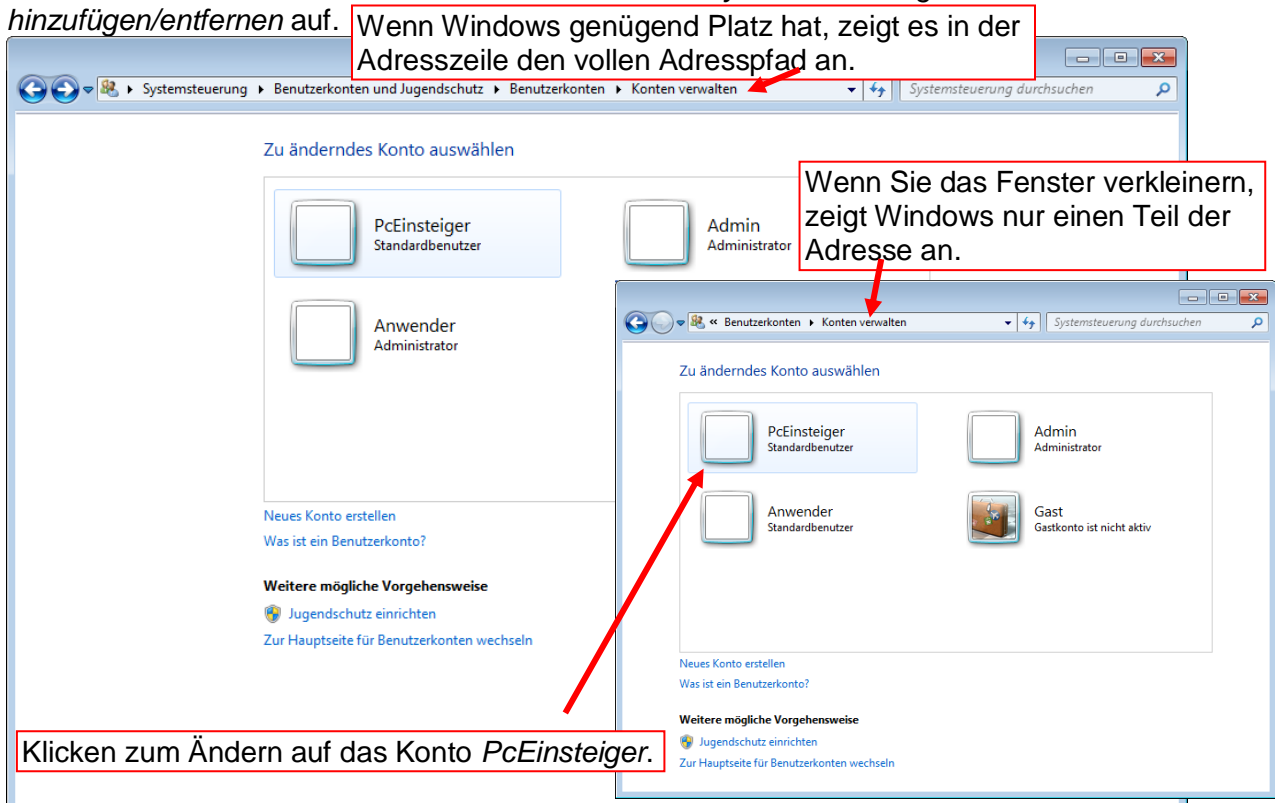 hinzufügen/entfernen auf.
Wenn Windows genügend Platz hat, zeigt es in der
Adresszeile den vollen Adresspfad an.
Systemsteuerung ▸ Benutzerkonten und Jugendschutz ▸ Benutzerkonten ▸ Konten verwalten
Systemsteuerung durchsuchen
Zu änderndes Konto auswählen
PcEinsteiger
Standardbenutzer
Admin
Administrator
Anwender
Administrator
Neues Konto erstellen
Was ist ein Benutzerkonto?
Weitere mögliche Vorgehensweise
Jugendschutz einrichten
Zur Hauptseite für Benutzerkonten wechseln
Wenn Sie das Fenster verkleinern,
zeigt Windows nur einen Teil der
Adresse an.
« Benutzerkonten ▸ Konten verwalten
Systemsteuerung durchsuchen
Zu änderndes Konto auswählen
PcEinsteiger
Standardbenutzer
Admin
Administrator
Anwender
Standardbenutzer
Gast
Gastkonto ist nicht aktiv
Neues Konto erstellen
Was ist ein Benutzerkonto?
Weitere mögliche Vorgehensweise
Jugendschutz einrichten
Zur Hauptseite für Benutzerkonten wechseln
Klicken zum Ändern auf das Konto PcEinsteiger.